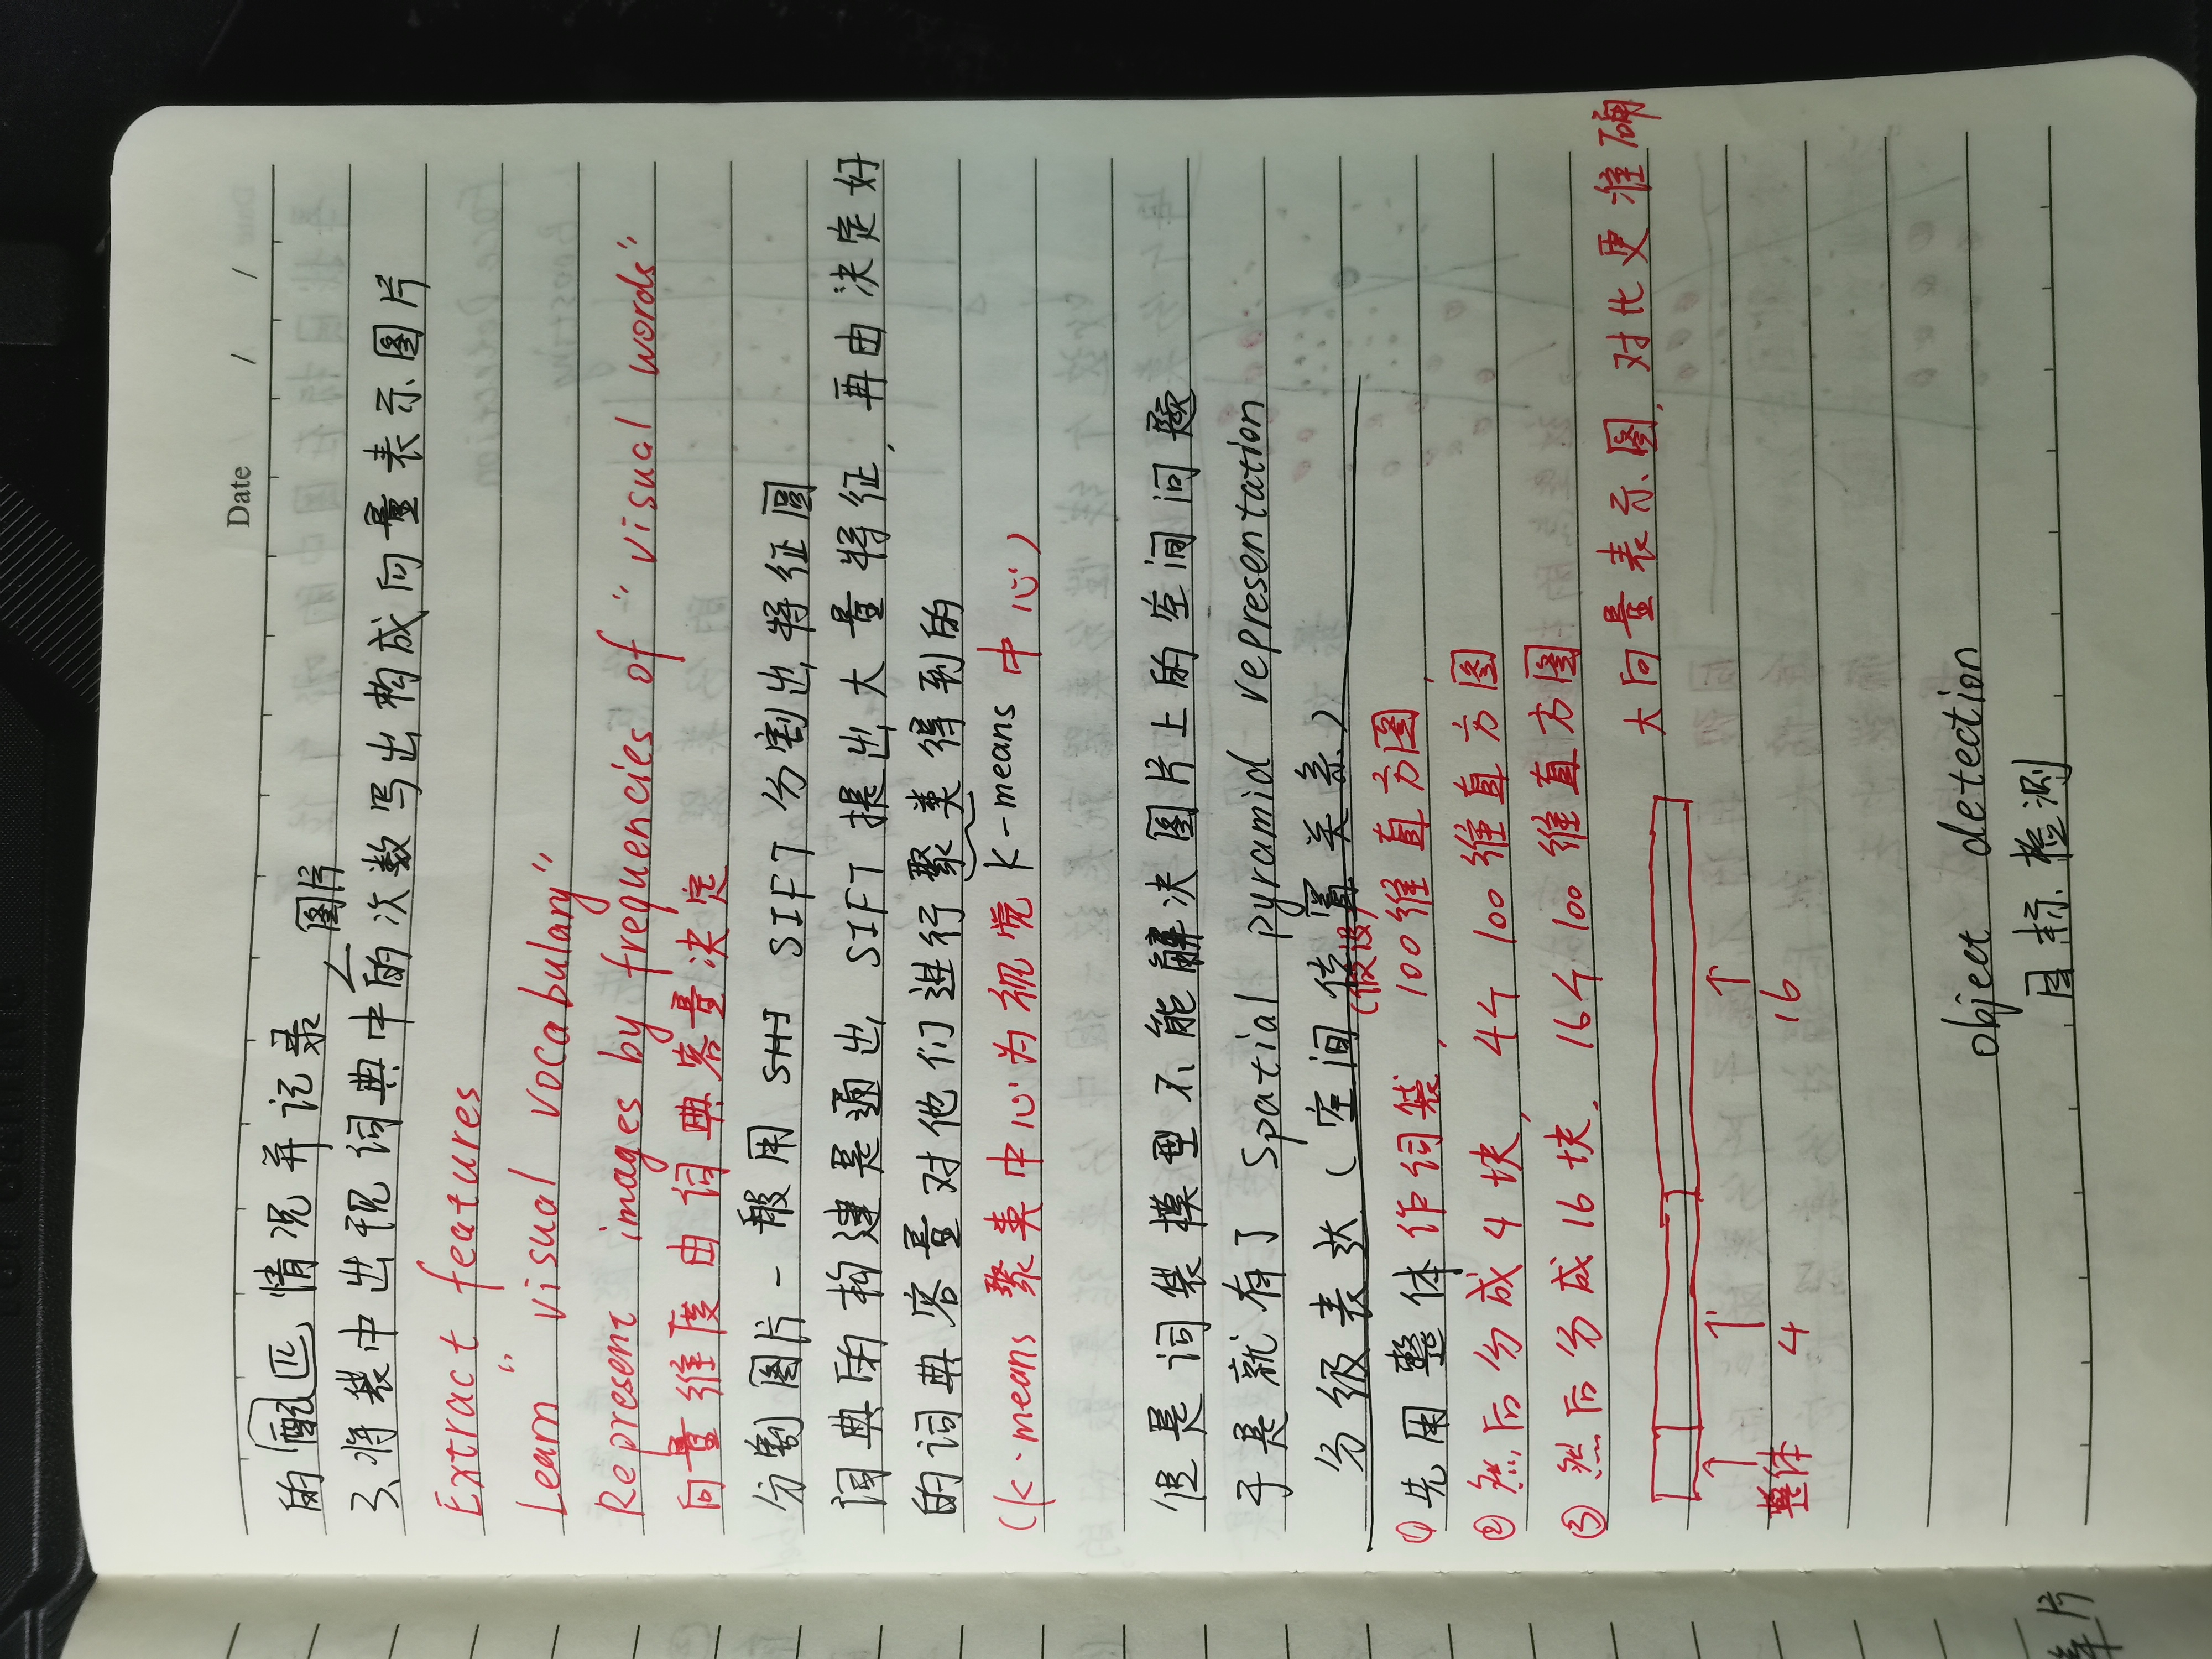 Date / /
的配匹情况并记录
图片
3、将袋中出现词典中的次数写出构成向量表示图片
Extract features
Learn "visual vocabulary"
Represent images by frequencies of "visual words"
向量维度由词典容量决定
分割图片一般用 SIFT 分割出特征图
词典的构建是通过 SIFT 提出大量特征,再由决定好
的词典容量对他们进行聚类得到的
(k-means 聚类中心为视觉 K-means 中心)
但是词袋模型不能解决图片上的空间问题
于是就有了 Spatial pyramid representation
分级表达(空间位置关系)
(假设)
① 先用整体作词袋,100维直方图,
② 然后分成4块,4个100维直方图
③ 然后分成16块.16个100维直方图
大向量表示图,对比更准确
整体 4 16
object detection
目标检测
片